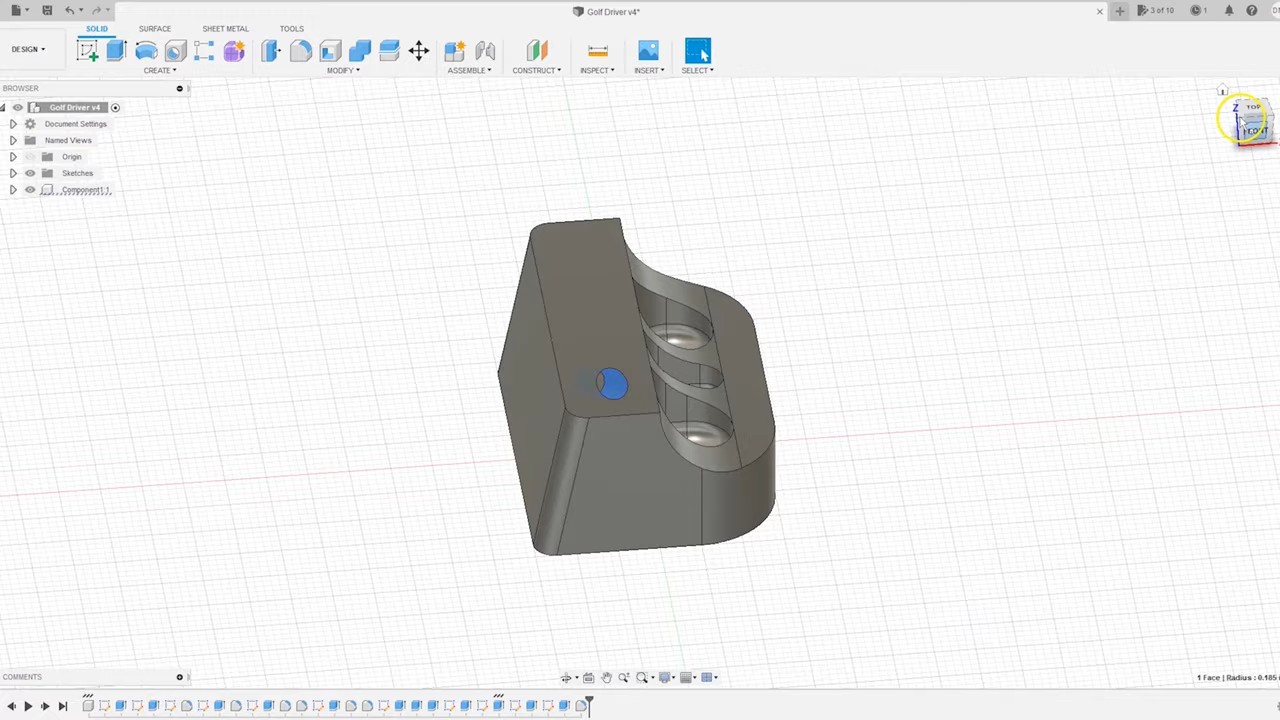 Golf Driver v4*
3 of 10
1
SOLID
SURFACE
SHEET METAL
TOOLS
DESIGN
CREATE
MODIFY
ASSEMBLE
CONSTRUCT
INSPECT
INSERT
SELECT
BROWSER
Golf Driver v4
Document Settings
Named Views
Origin
Sketches
Component1:1
Z
TOP
FRONT
COMMENTS
1 Face | Radius : 0.185